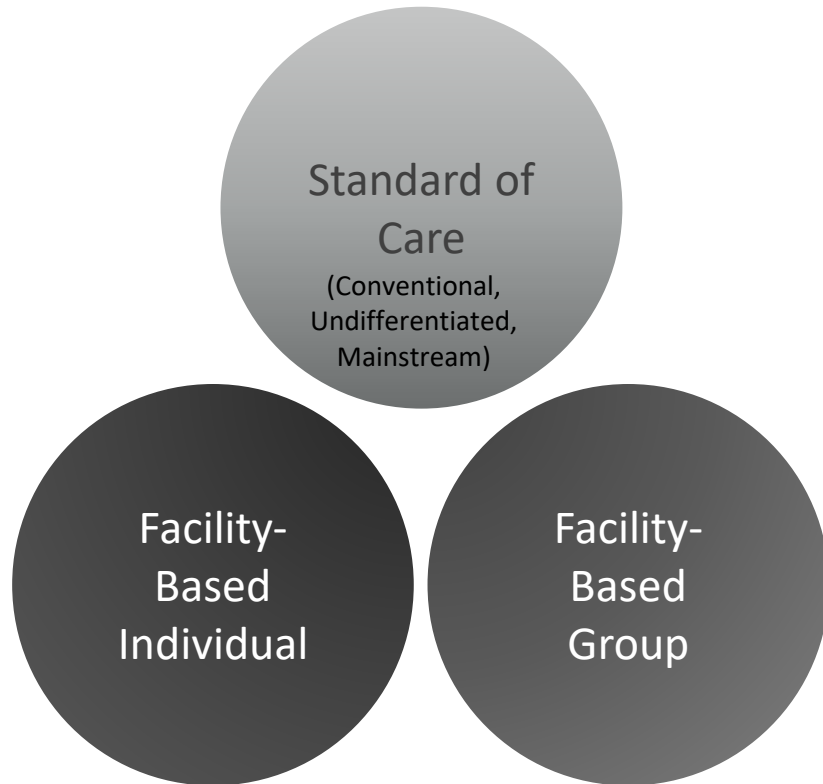 Standard of
Care
(Conventional,
Undifferentiated,
Mainstream)
Facility-
Based
Individual
Facility-
Based
Group